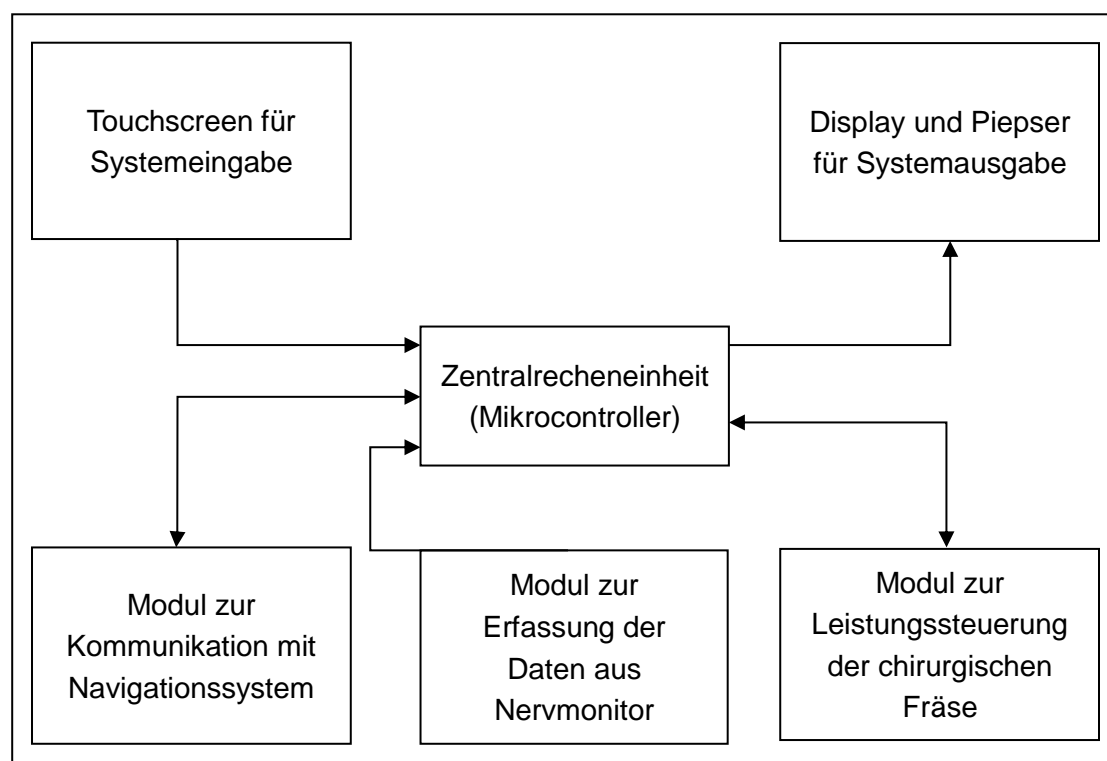 Touchscreen für
Systemeingabe
Display und Piepser
für Systemausgabe
Zentralrecheneinheit
(Mikrocontroller)
Modul zur
Kommunikation mit
Navigationssystem
Modul zur
Erfassung der
Daten aus
Nervmonitor
Modul zur
Leistungssteuerung
der chirurgischen
Fräse